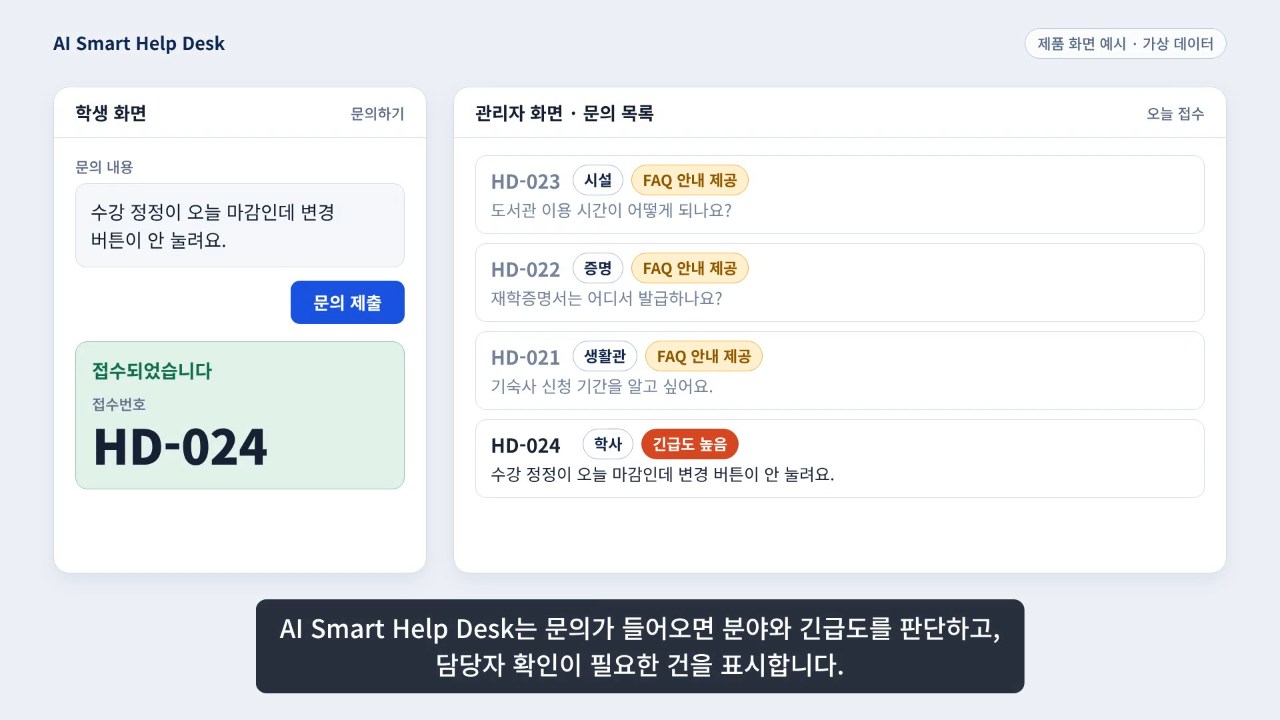 AI Smart Help Desk
제품 화면 예시 · 가상 데이터
학생 화면
문의하기
문의 내용
수강 정정이 오늘 마감인데 변경
버튼이 안 눌려요.
문의 제출
접수되었습니다
접수번호
HD-024
관리자 화면 · 문의 목록
오늘 접수
HD-023 시설 FAQ 안내 제공
도서관 이용 시간이 어떻게 되나요?
HD-022 증명 FAQ 안내 제공
재학증명서는 어디서 발급하나요?
HD-021 생활관 FAQ 안내 제공
기숙사 신청 기간을 알고 싶어요.
HD-024 학사 긴급도 높음
수강 정정이 오늘 마감인데 변경 버튼이 안 눌려요.
AI Smart Help Desk는 문의가 들어오면 분야와 긴급도를 판단하고,
담당자 확인이 필요한 건을 표시합니다.